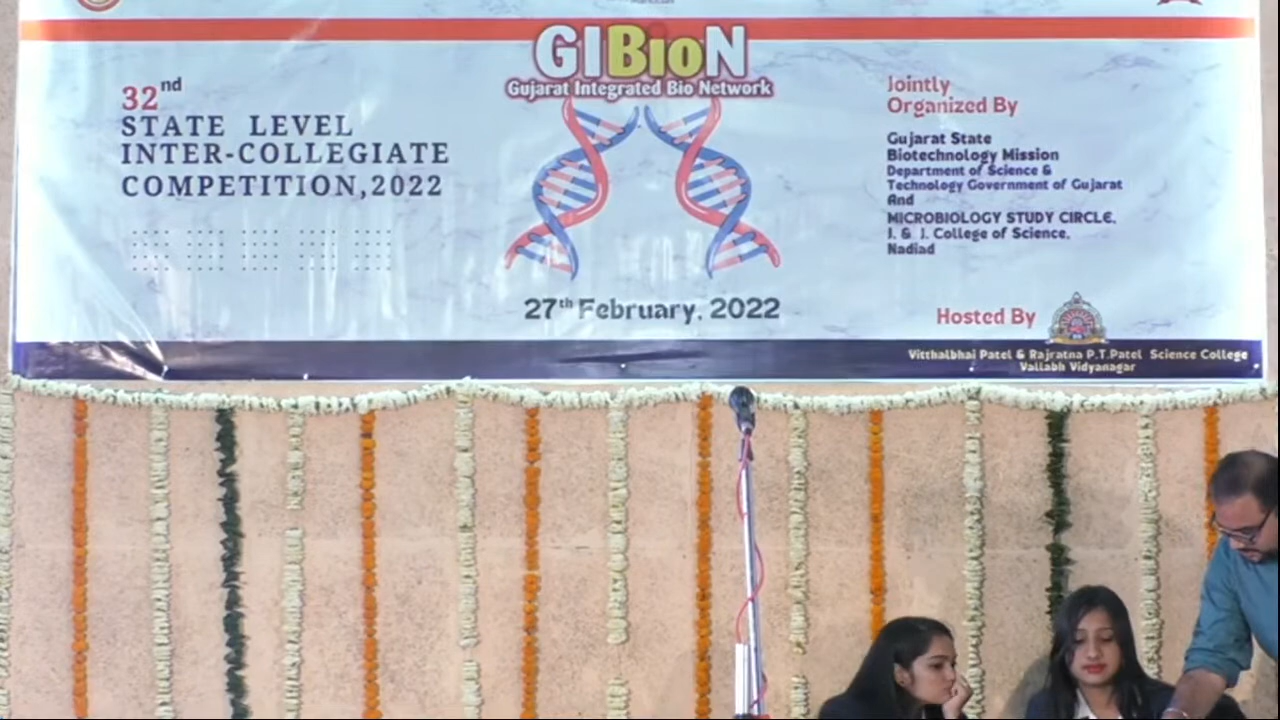 32nd
STATE LEVEL
INTER-COLLEGIATE
COMPETITION,2022
GIBioN
Gujarat Integrated Bio Network
27th February, 2022
Jointly
Organized By
Gujarat State
Biotechnology Mission
Department of Science &
Technology Government of Gujarat
And
MICROBIOLOGY STUDY CIRCLE,
J. & J. College of Science,
Nadiad
Hosted By
Vitthalbhai Patel & Rajratna P.T.Patel Science College
Vallabh Vidyanagar